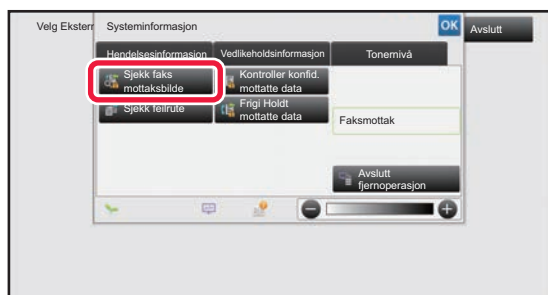 Velg Ekstern
Systeminformasjon
OK
Avslutt
Hendelsesinformasjon
Vedlikeholdsinformasjon
Tonernivå
Sjekk faks
mottaksbilde
Kontroller konfid.
mottatte data
Sjekk feilrute
Frigi Holdt
mottatte data
Faksmottak
Avslutt
fjernoperasjon